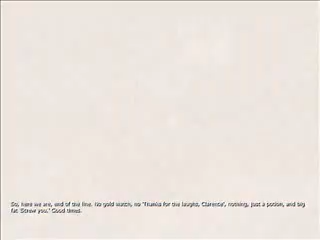 So, here we are, end of the line. No gold watch, no 'Thanks for the laughs, Clarence', nothing, just a potion, and big
fat 'Screw you.' Good times.